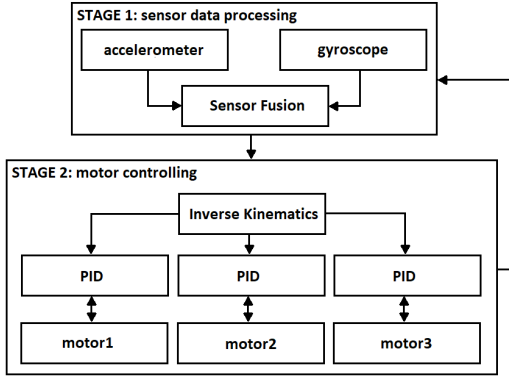 STAGE 1: sensor data processing
accelerometer
gyroscope
Sensor Fusion
STAGE 2: motor controlling
Inverse Kinematics
PID
PID
PID
motor1
motor2
motor3